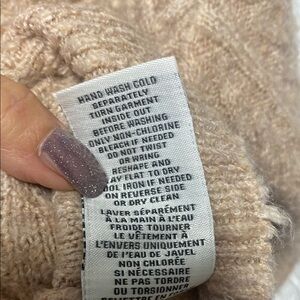 HAND WASH COLD
SEPARATELY
TURN GARMENT
INSIDE OUT
BEFORE WASHING
ONLY NON-CHLORINE
BLEACH IF NEEDED
DO NOT TWIST
OR WRING
RESHAPE AND
LAY FLAT TO DRY
COOL IRON IF NEEDED
ON REVERSE SIDE
OR DRY CLEAN
LAVER SÉPARÉMENT
À LA MAIN À L'EAU
FROIDE TOURNER
LE VÊTEMENT À
L'ENVERS UNIQUEMENT
DE L'EAU DE JAVEL
NON CHLORÉE
SI NÉCESSAIRE
NE PAS TORDRE
OU TORSIONNER